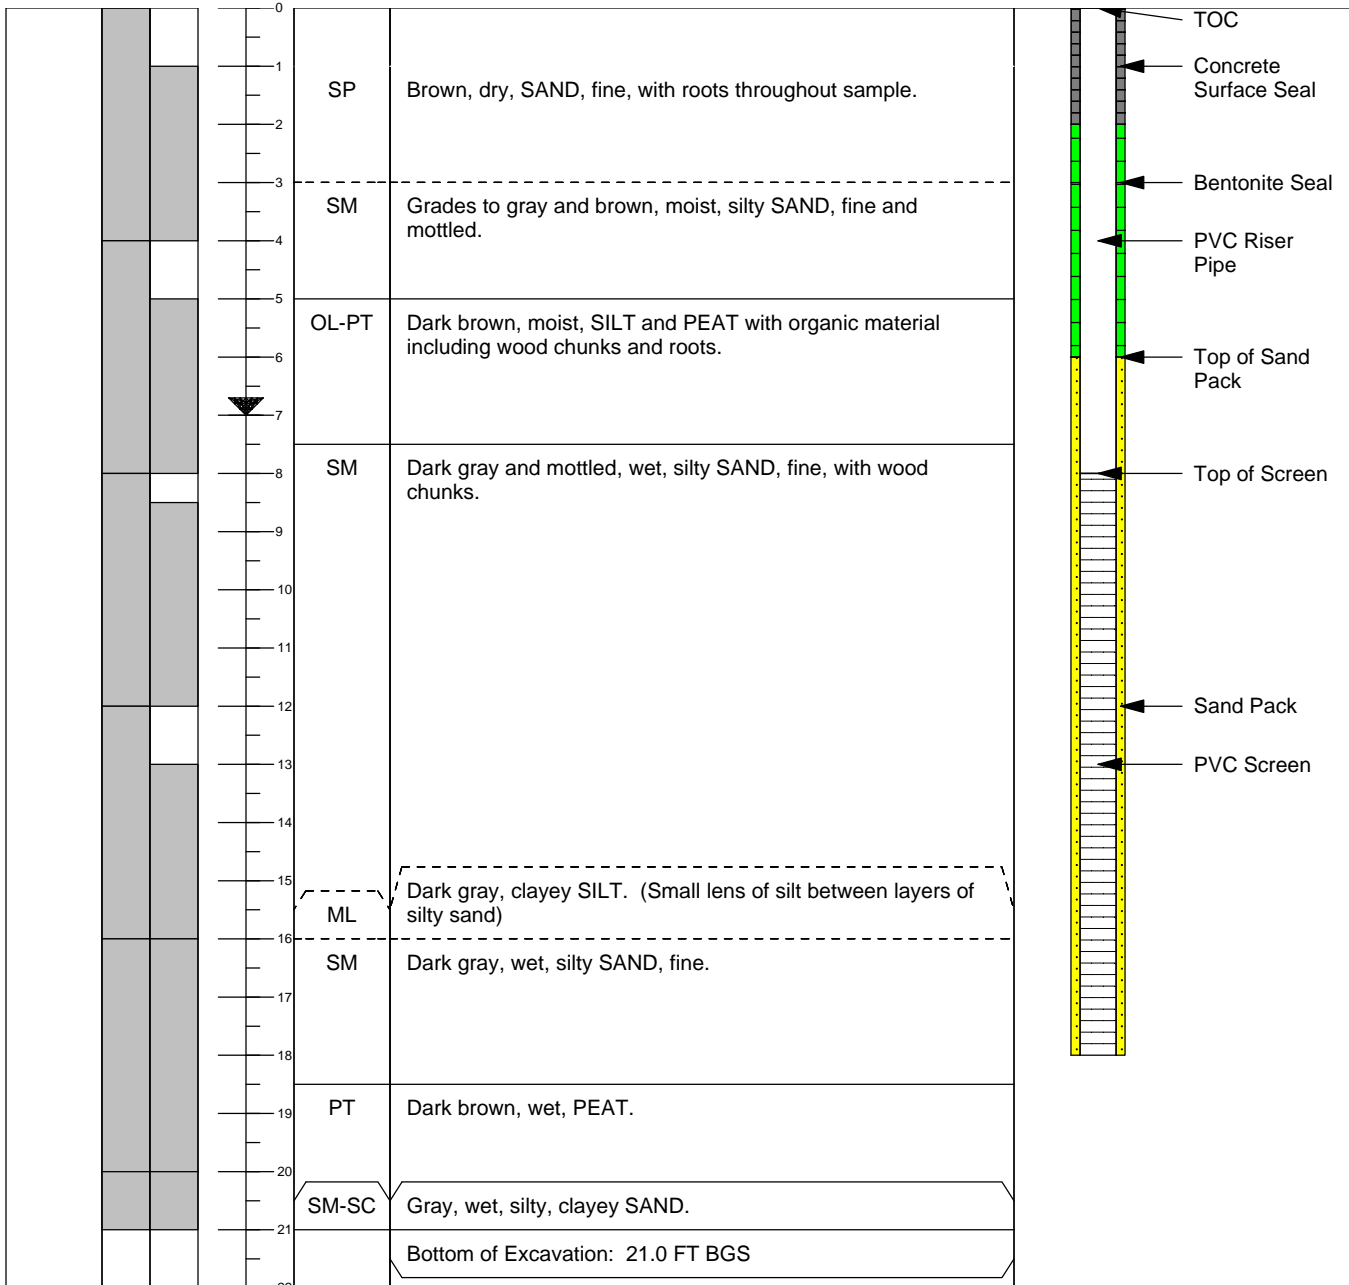 0
TOC
1
Concrete
Surface Seal
SP
Brown, dry, SAND, fine, with roots throughout sample.
2
3
Bentonite Seal
SM
Grades to gray and brown, moist, silty SAND, fine and
mottled.
4
PVC Riser
Pipe
5
OL-PT
Dark brown, moist, SILT and PEAT with organic material
including wood chunks and roots.
6
Top of Sand
Pack
7
SM
Dark gray and mottled, wet, silty SAND, fine, with wood
chunks.
8
Top of Screen
9
10
11
12
Sand Pack
13
PVC Screen
14
15
Dark gray, clayey SILT.  (Small lens of silt between layers of
silty sand)
ML
16
SM
Dark gray, wet, silty SAND, fine.
17
18
19
PT
Dark brown, wet, PEAT.
20
SM-SC
Gray, wet, silty, clayey SAND.
21
Bottom of Excavation:  21.0 FT BGS